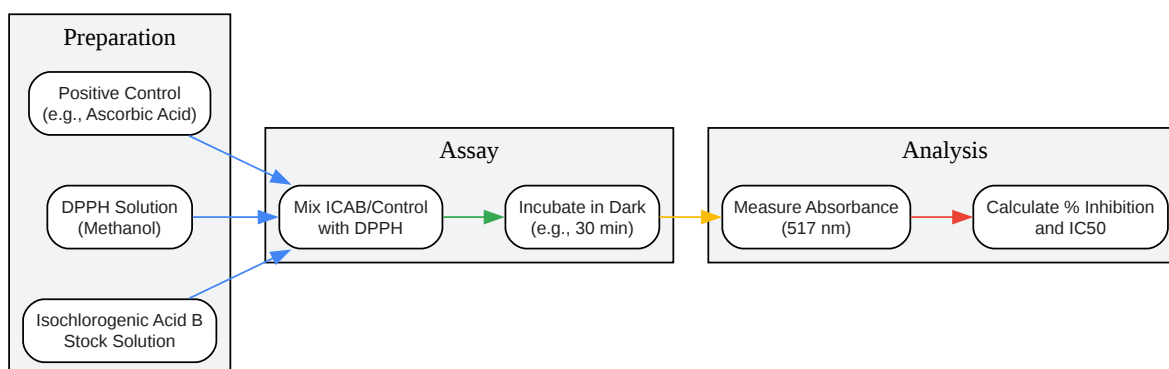 Preparation
Positive Control
(e.g., Ascorbic Acid)
DPPH Solution
(Methanol)
Isochlorogenic Acid B
Stock Solution
Assay
Mix ICAB/Control
with DPPH
Incubate in Dark
(e.g., 30 min)
Analysis
Measure Absorbance
(517 nm)
Calculate % Inhibition
and IC50